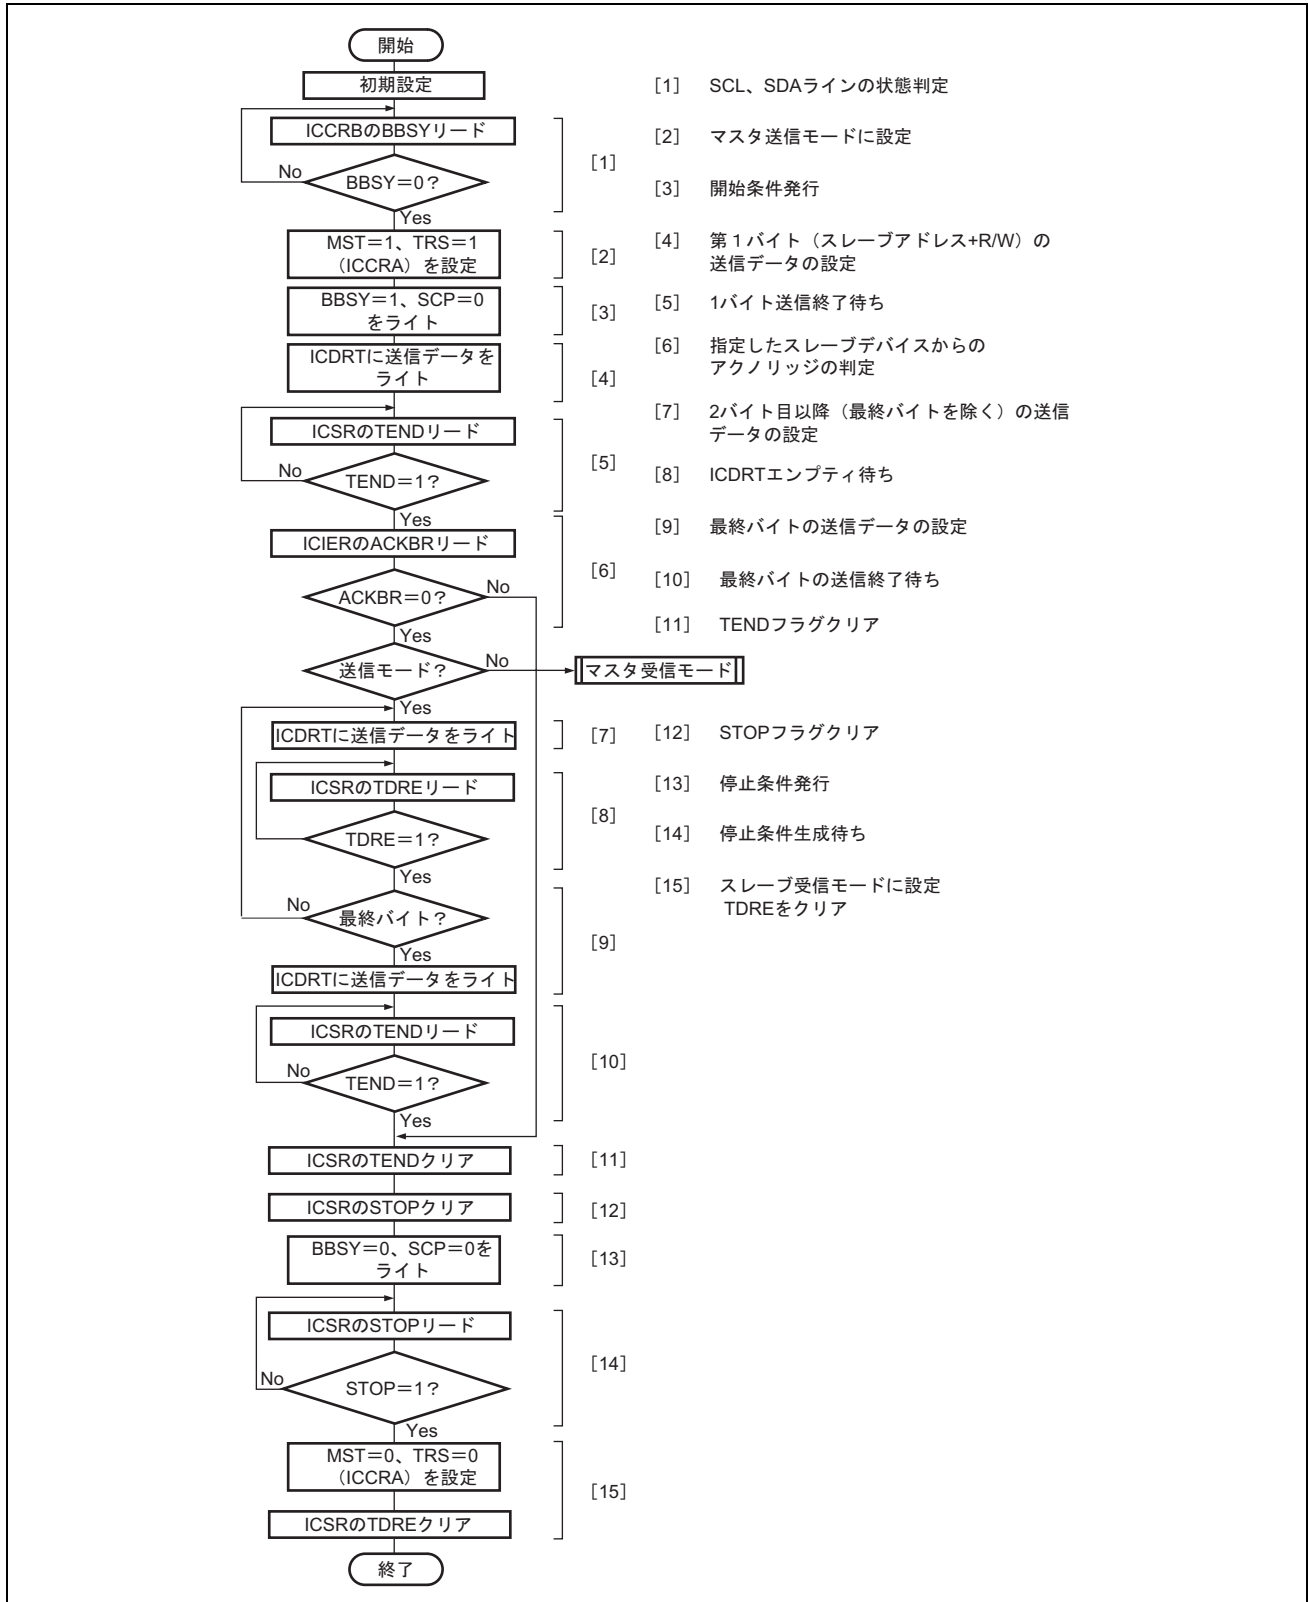 開始
初期設定
ICCRBのBBSYリード
No
BBSY=0?
Yes
[1]
MST=1、TRS=1
(ICCRA)を設定
[2]
BBSY=1、SCP=0
をライト
[3]
ICDRTに送信データを
ライト
[4]
ICSRのTENDリード
No
TEND=1?
Yes
[5]
ICIERのACKBRリード
ACKBR=0?
No
Yes
[6]
送信モード?
No
マスタ受信モード
Yes
ICDRTに送信データをライト
[7]
ICSRのTDREリード
TDRE=1?
Yes
[8]
No
最終バイト?
Yes
ICDRTに送信データをライト
[9]
ICSRのTENDリード
No
TEND=1?
Yes
[10]
ICSRのTENDクリア
[11]
ICSRのSTOPクリア
[12]
BBSY=0、SCP=0を
ライト
[13]
ICSRのSTOPリード
No
STOP=1?
Yes
[14]
MST=0、TRS=0
(ICCRA)を設定
ICSRのTDREクリア
[15]
終了
[1] SCL、SDAラインの状態判定
[2] マスタ送信モードに設定
[3] 開始条件発行
[4] 第1バイト(スレーブアドレス+R/W)の
送信データの設定
[5] 1バイト送信終了待ち
[6] 指定したスレーブデバイスからの
アクノリッジの判定
[7] 2バイト目以降(最終バイトを除く)の送信
データの設定
[8] ICDRTエンプティ待ち
[9] 最終バイトの送信データの設定
[10] 最終バイトの送信終了待ち
[11] TENDフラグクリア
[12] STOPフラグクリア
[13] 停止条件発行
[14] 停止条件生成待ち
[15] スレーブ受信モードに設定
TDREをクリア